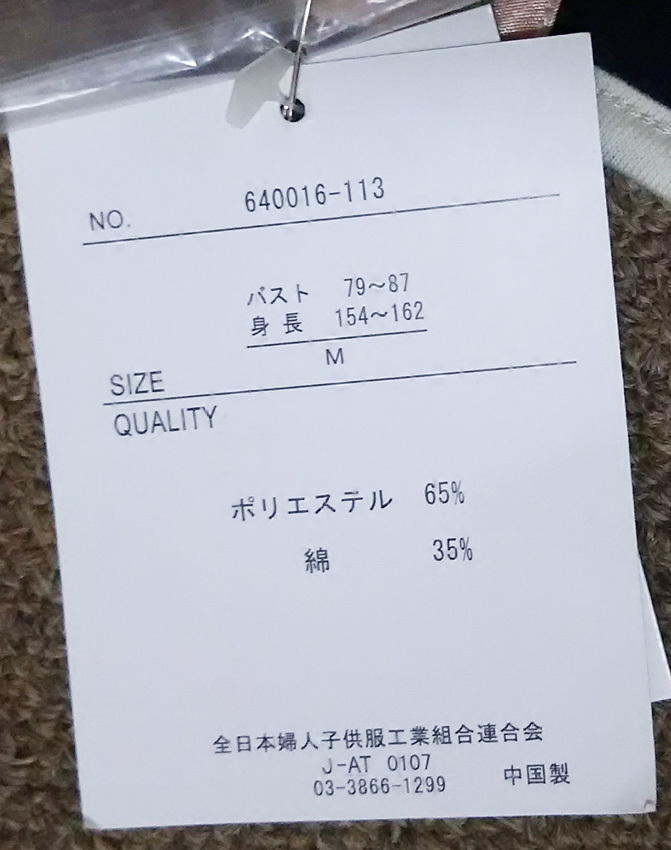 NO. 640016-113
バスト 79～87
身長 154～162
M
SIZE
QUALITY
ポリエステル 65%
綿 35%
全日本婦人子供服工業組合連合会
J-AT 0107
03-3866-1299 中国製